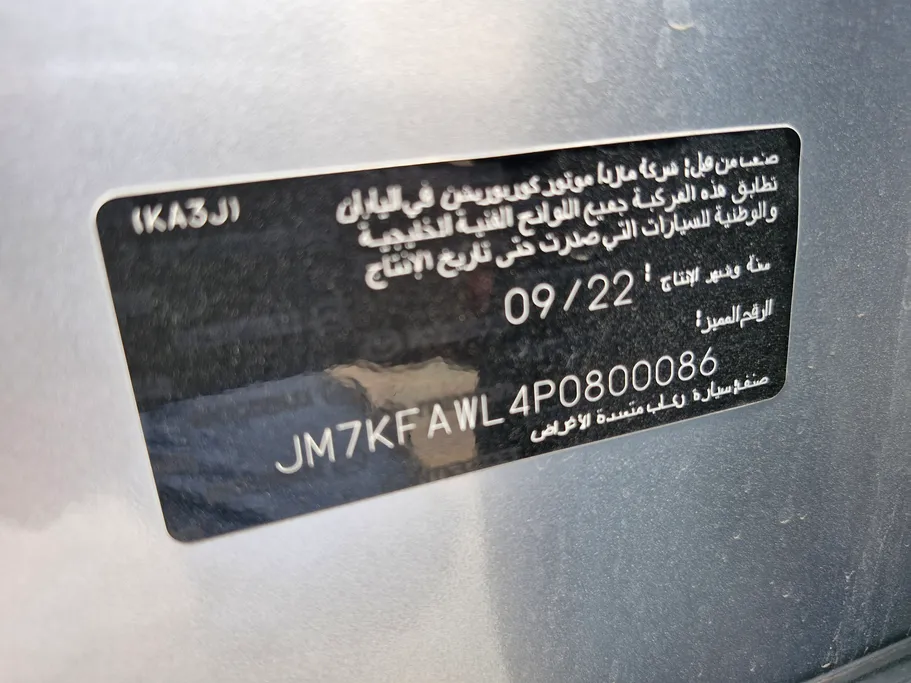 (KA3J)
صنعت من قبل: شركة مازدا موتور كوربوريشن في اليابان
تطابق هذه المركبة جميع اللوائح الفنية الخليجية
والوطنية للسيارات التي صدرت حتى تاريخ الإنتاج
سنة وشهر الإنتاج : 09/22
الرقم المميز:
JM7KFAWL4P0800086
صنف: سيارة ركاب متعددة الأغراض